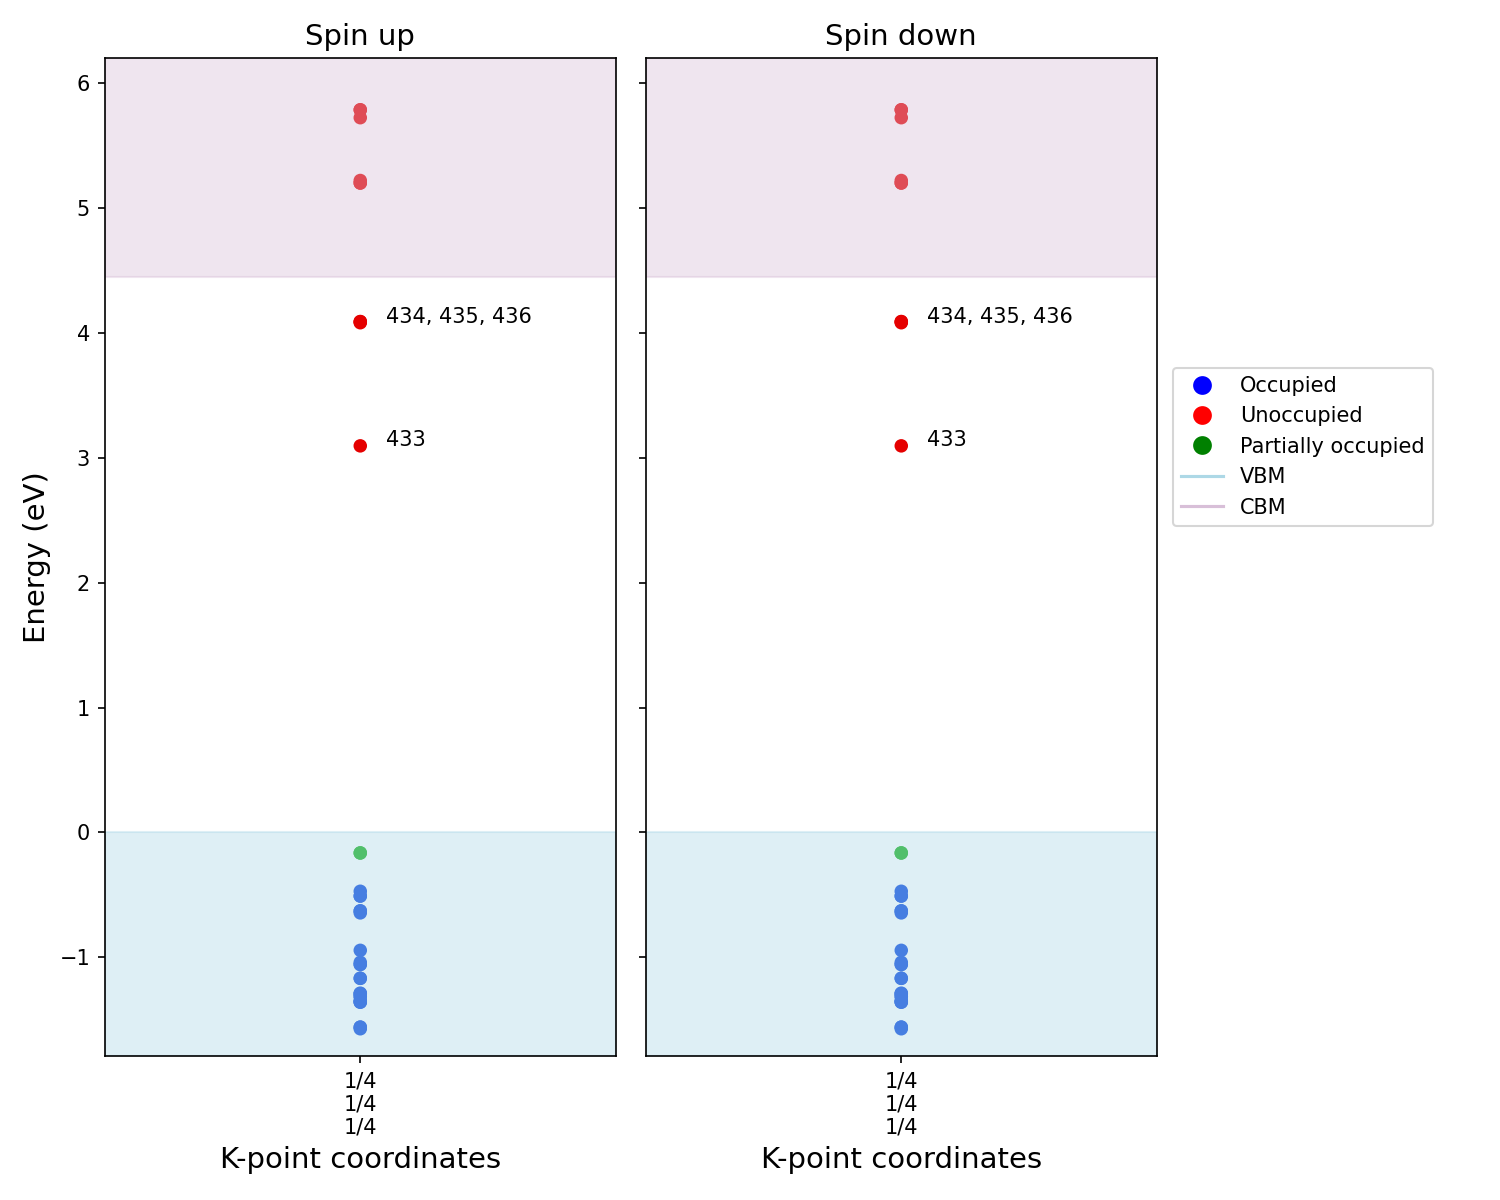 Spin up
Spin down
Energy (eV)
6
5
4
3
2
1
0
−1
434, 435, 436
433
434, 435, 436
433
1/4
1/4
1/4
1/4
1/4
1/4
K-point coordinates
K-point coordinates
Occupied
Unoccupied
Partially occupied
VBM
CBM